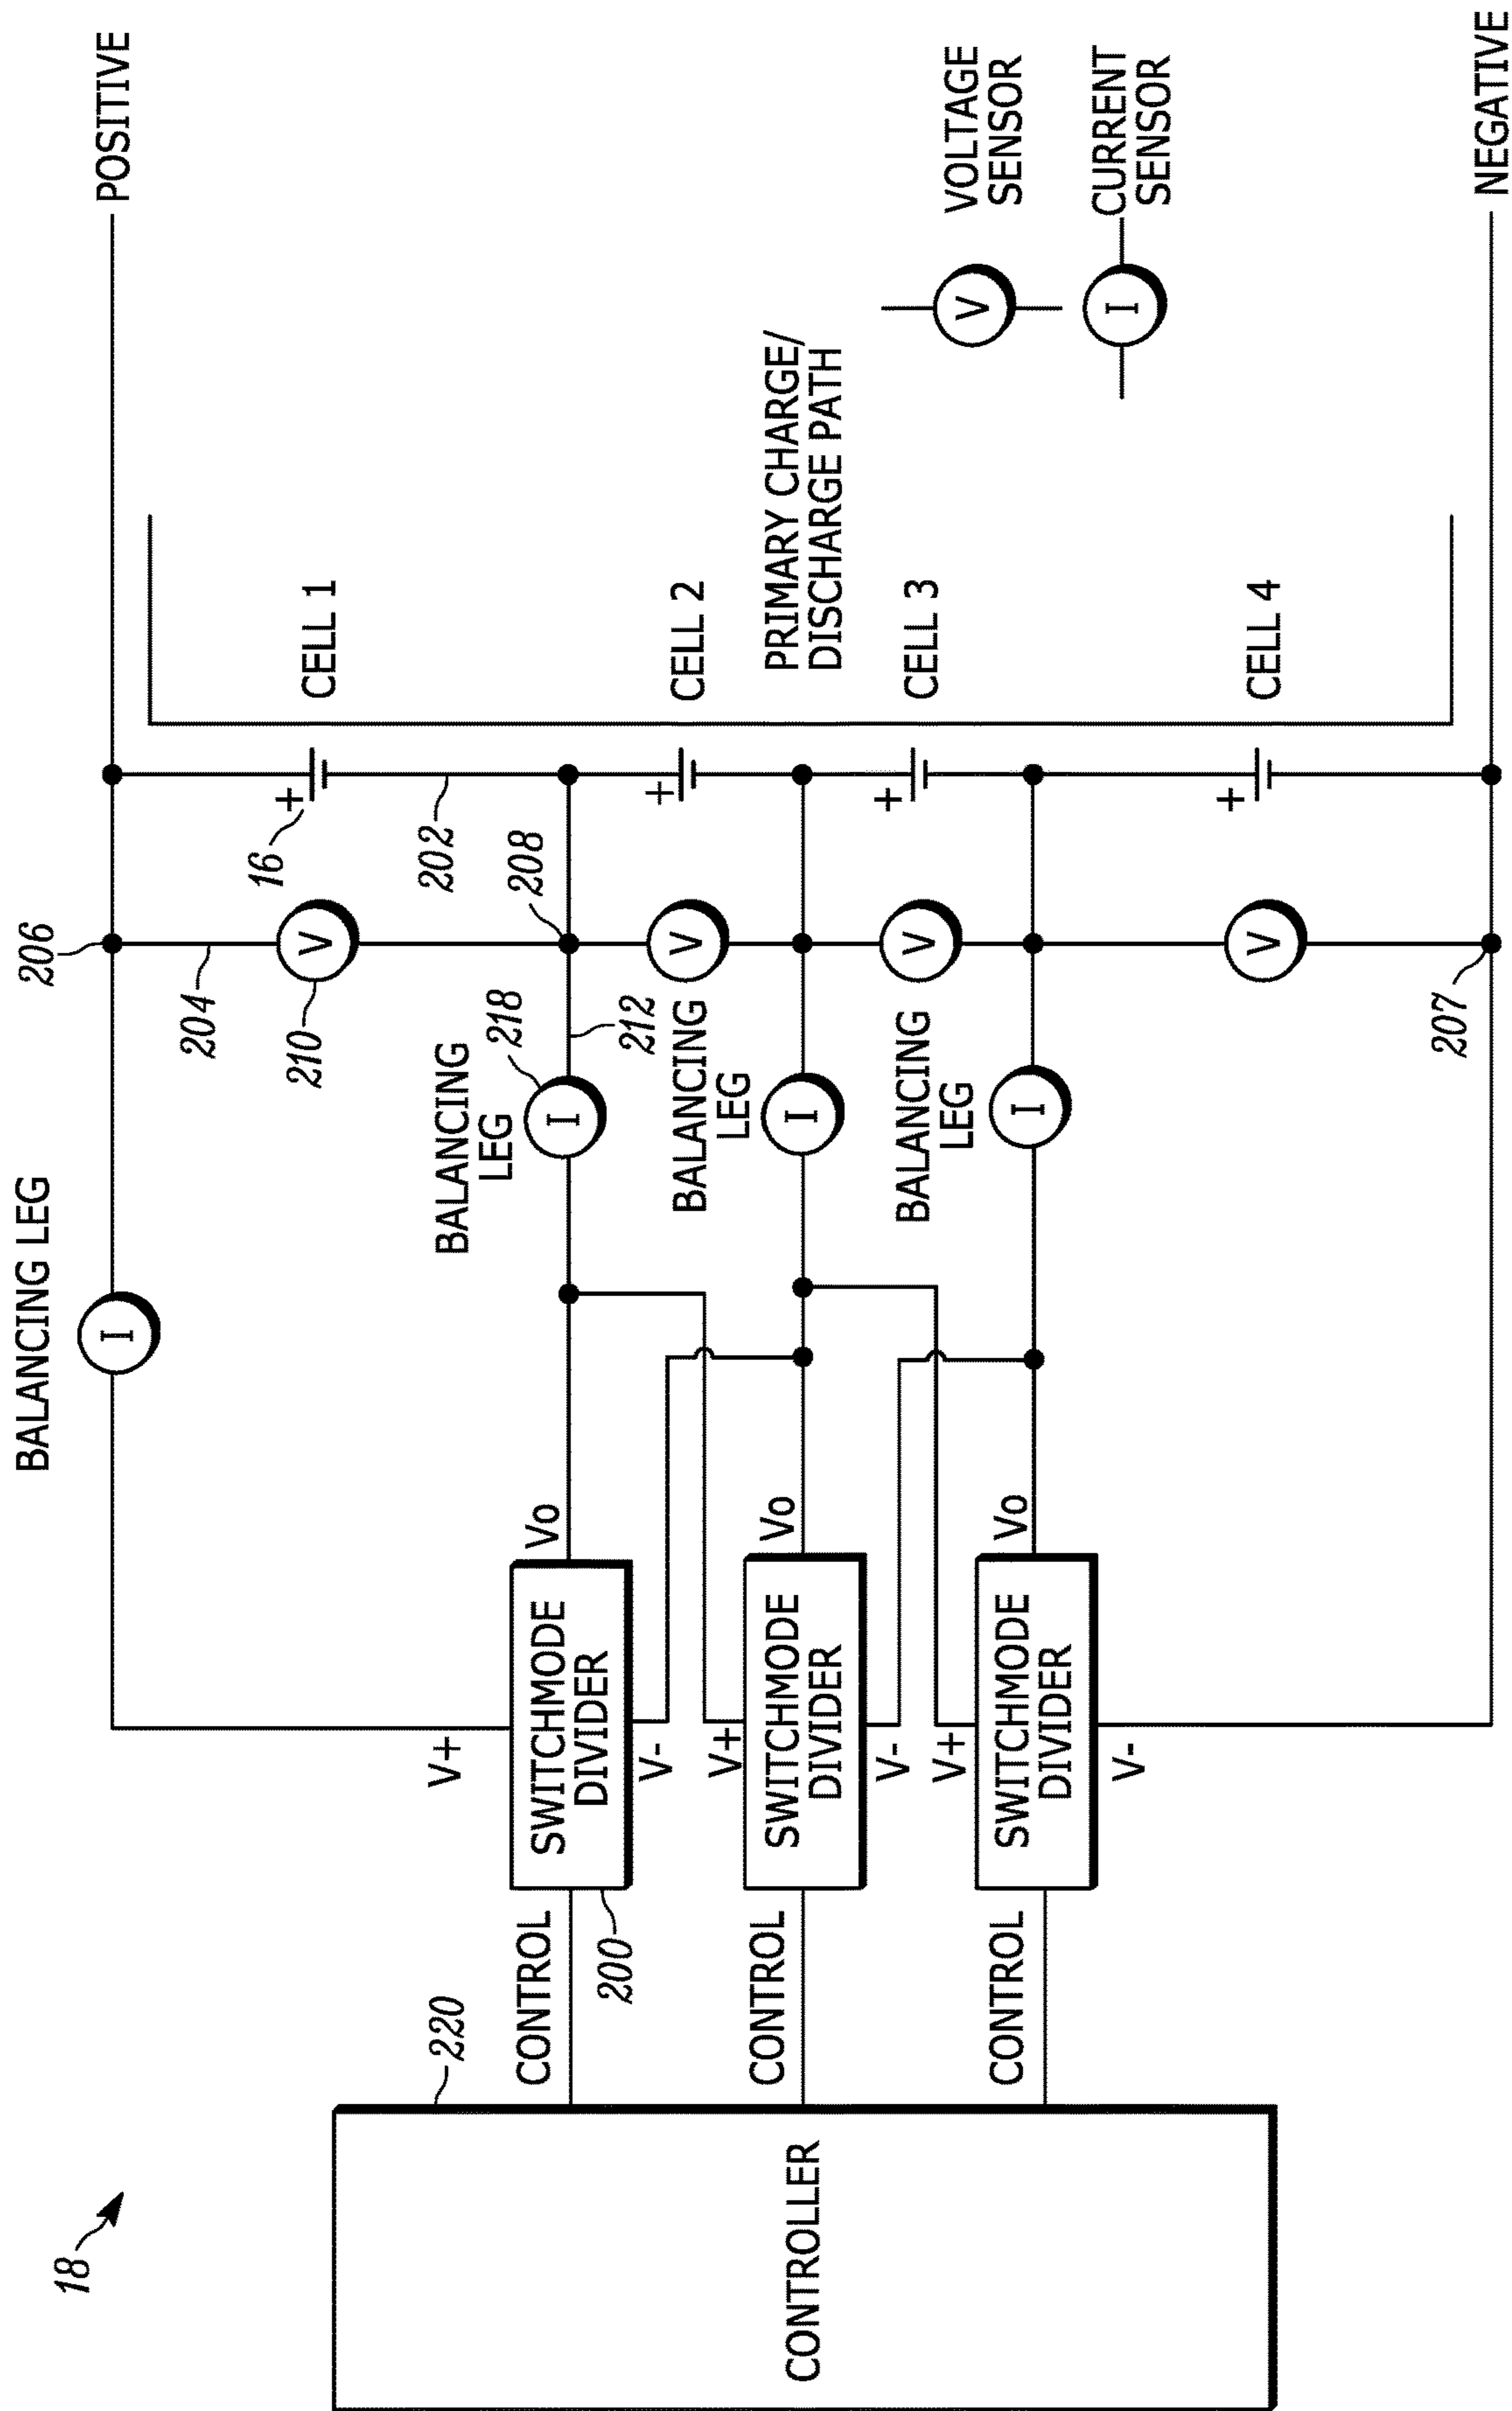 18
CONTROLLER
220
CONTROL
CONTROL
CONTROL
200
SWITCHMODE
DIVIDER
V+
V-
Vo
SWITCHMODE
DIVIDER
V+
V-
Vo
SWITCHMODE
DIVIDER
V+
V-
Vo
BALANCING LEG
I
BALANCING
LEG
I
218
212
BALANCING
LEG
I
BALANCING
LEG
I
206
204
V
210
208
V
V
V
207
16
+
202
+
+
+
CELL 1
CELL 2
CELL 3
CELL 4
PRIMARY CHARGE/
DISCHARGE PATH
POSITIVE
V
VOLTAGE
SENSOR
I
CURRENT
SENSOR
NEGATIVE